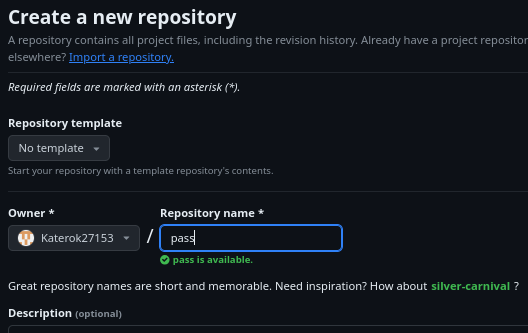 Create a new repository
A repository contains all project files, including the revision history. Already have a project repositor
elsewhere? Import a repository.
Required fields are marked with an asterisk (*).
Repository template
No template
Start your repository with a template repository's contents.
Owner *
Repository name *
Katerok27153
/
pass
pass is available.
Great repository names are short and memorable. Need inspiration? How about silver-carnival ?
Description (optional)